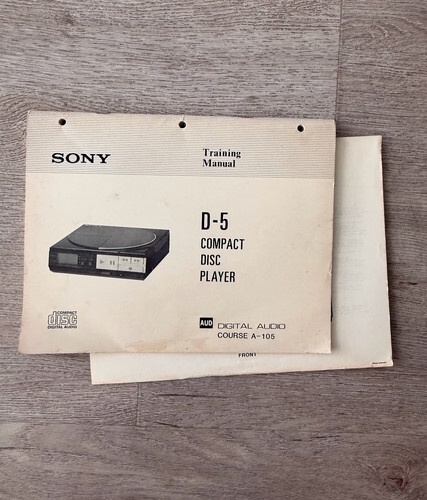 SONY
Training
Manual
D-5
COMPACT
DISC
PLAYER
COMPACT
disc
DIGITAL AUDIO
AUD DIGITAL AUDIO
COURSE A-105
FRONT